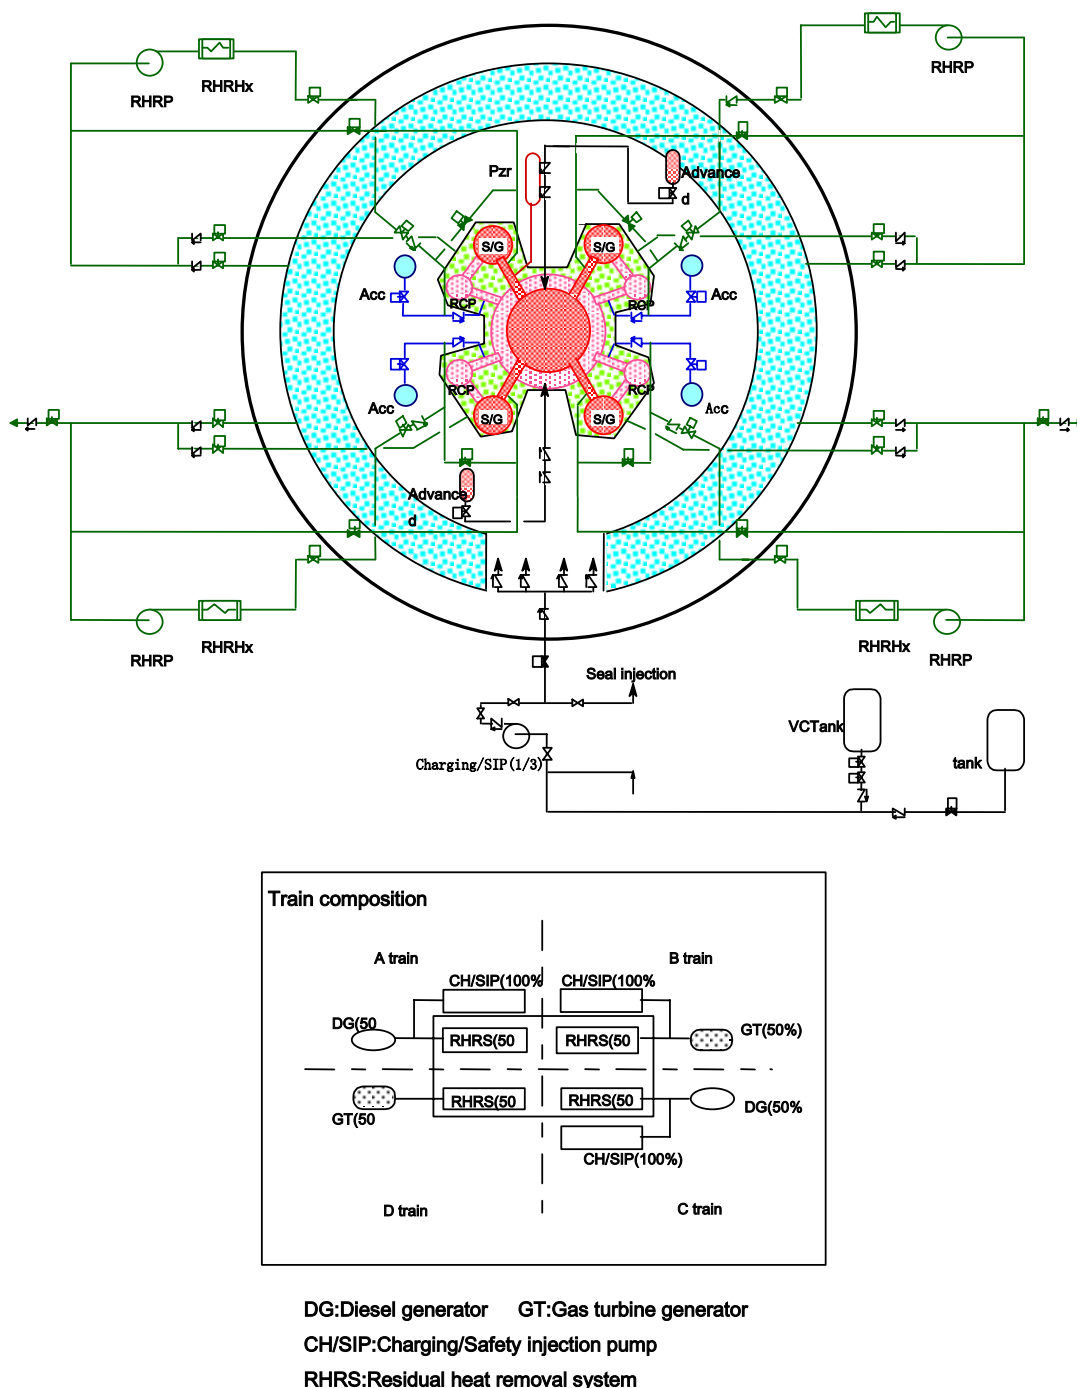 RHRP
RHRHx
RHRP
Pzr
Advance
d
S/G
S/G
Acc
RCP
RCP
Acc
Acc
RCP
RCP
Acc
S/G
S/G
Advance
d
RHRP
RHRHx
RHRHx
RHRP
Seal injection
VCTank
Charging/SIP(1/3)
tank
Train composition
A train
B train
CH/SIP(100%
CH/SIP(100%
DG(50
RHRS(50
RHRS(50
GT(50%)
GT(50
RHRS(50
RHRS(50
DG(50%
CH/SIP(100%)
D train
C train
DG:Diesel generator GT:Gas turbine generator
CH/SIP:Charging/Safety injection pump
RHRS:Residual heat removal system